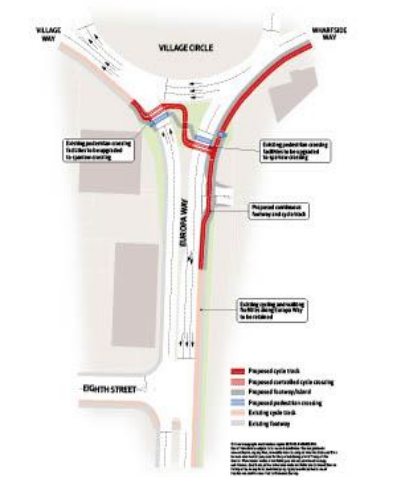 VILLAGE
WAY
VILLAGE CIRCLE
WHARFSIDE
WAY
Existing pedestrian crossing
facilities to be upgraded
to sparrow crossing
Existing pedestrian crossing
facilities to be upgraded
to sparrow crossing
Proposed continuous
footway and cycle track
EUROPA WAY
Existing cycling and walking
facilities along Europa Way
to be retained
EIGHTH STREET
Proposed cycle track
Proposed controlled cycle crossing
Proposed footway/island
Proposed pedestrian crossing
Existing cycle track
Existing footway